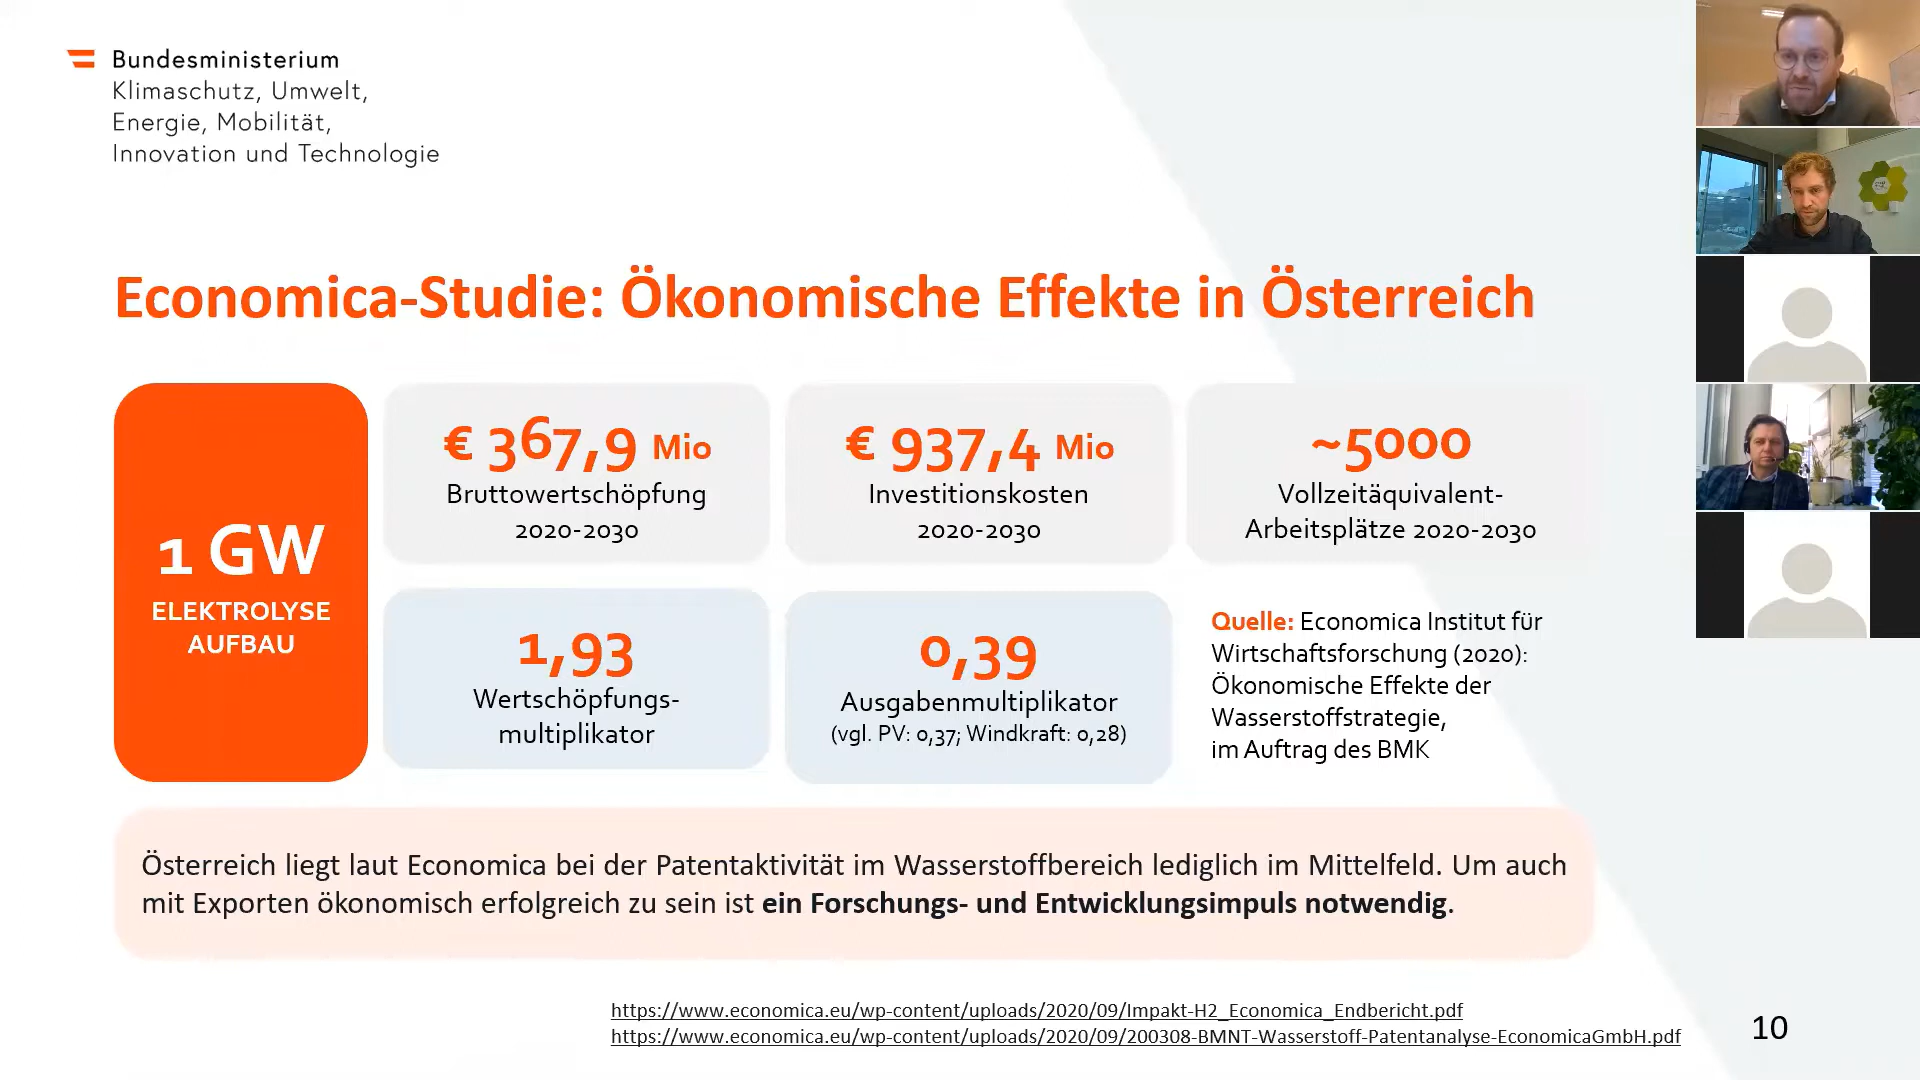 Bundesministerium
Klimaschutz, Umwelt,
Energie, Mobilität,
Innovation und Technologie
Economica-Studie: Ökonomische Effekte in Österreich
1 GW
ELEKTROLYSE
AUFBAU
€ 367,9 Mio
Bruttowertschöpfung
2020-2030
€ 937,4 Mio
Investitionskosten
2020-2030
~5000
Vollzeitäquivalent-
Arbeitsplätze 2020-2030
1,93
Wertschöpfungs-
multiplikator
0,39
Ausgabenmultiplikator
(vgl. PV: 0,37; Windkraft: 0,28)
Quelle: Economica Institut für
Wirtschaftsforschung (2020):
Ökonomische Effekte der
Wasserstoffstrategie,
im Auftrag des BMK
Österreich liegt laut Economica bei der Patentaktivität im Wasserstoffbereich lediglich im Mittelfeld. Um auch
mit Exporten ökonomisch erfolgreich zu sein ist ein Forschungs- und Entwicklungsimpuls notwendig.
https://www.economica.eu/wp-content/uploads/2020/09/Impakt-H2_Economica_Endbericht.pdf
https://www.economica.eu/wp-content/uploads/2020/09/200308-BMNT-Wasserstoff-Patentanalyse-EconomicaGmbH.pdf
10